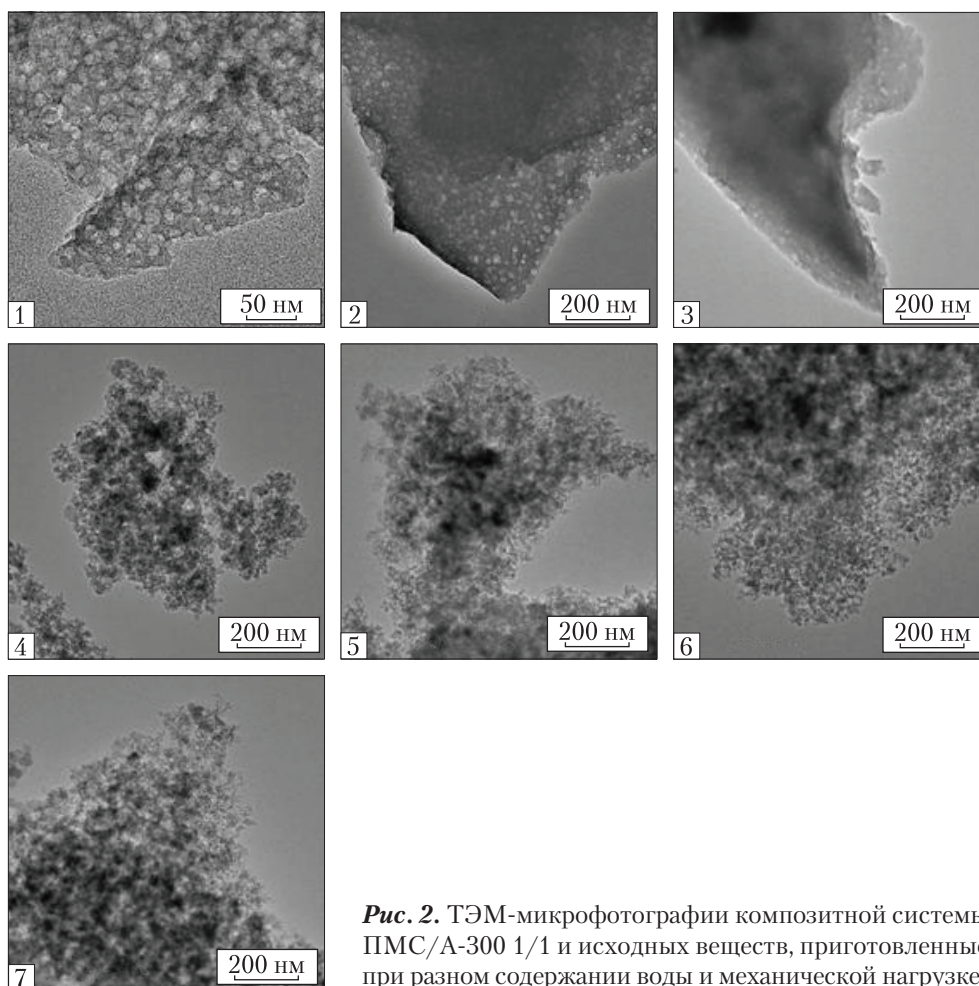 1
50 нм
2
200 нм
3
200 нм
4
200 нм
5
200 нм
6
200 нм
7
200 нм
Рис. 2. ТЭМ-микрофотографии композитной системы
ПМС/А-300 1/1 и исходных веществ, приготовленные
при разном содержании воды и механической нагрузке